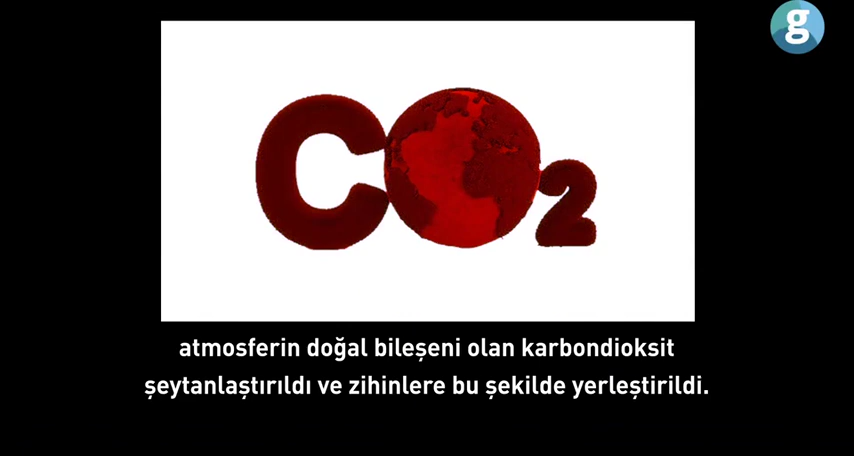 g
CO₂
atmosferin doğal bileşeni olan karbondioksit
şeytanlaştırıldı ve zihinlere bu şekilde yerleştirildi.